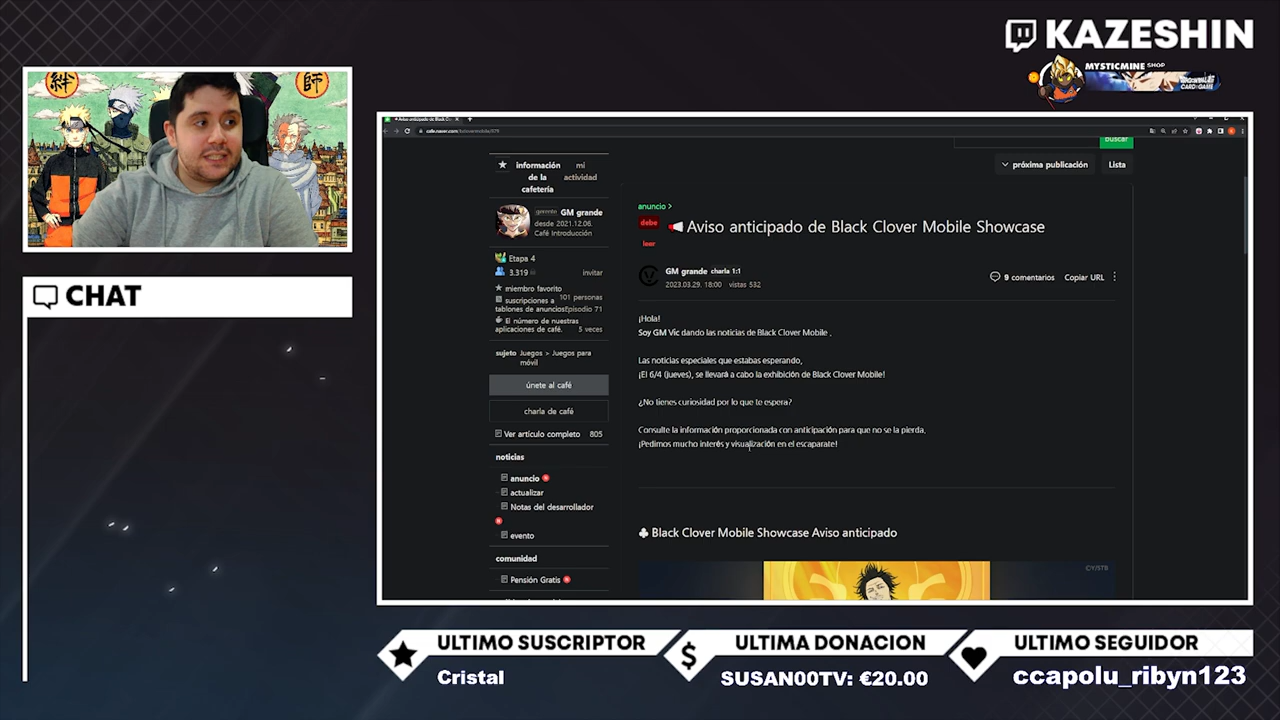 KAZESHIN
MYSTICMINE SHOP
CHAT
Aviso anticipado de Black C
cafe.naver.com
buscar
próxima publicación
Lista
información de la cafetería
mi actividad
GM grande
desde 2021.12.06.
Café Introducción
Etapa 4
3.319
invitar
miembro favorito
101 personas
suscripciones a tablones de anuncios
Episodio 71
El número de nuestras aplicaciones de café.
5 veces
sujeto Juegos > Juegos para móvil
únete al café
charla de café
Ver artículo completo 805
noticias
anuncio
actualizar
Notas del desarrollador
evento
comunidad
Pensión Gratis
anuncio >
debe leer
Aviso anticipado de Black Clover Mobile Showcase
GM grande charla 1:1
2023.03.29. 18:00 vistas 532
9 comentarios
Copiar URL
¡Hola!
Soy GM Vic dando las noticias de Black Clover Mobile .
Las noticias especiales que estabas esperando,
¡El 6/4 (jueves), se llevará a cabo la exhibición de Black Clover Mobile!
¿No tienes curiosidad por lo que te espera?
Consulte la información proporcionada con anticipación para que no se la pierda.
¡Pedimos mucho interés y visualización en el escaparate!
♣ Black Clover Mobile Showcase Aviso anticipado
©Y/STB
ULTIMO SUSCRIPTOR
Cristal
ULTIMA DONACION
SUSAN00TV: €20.00
ULTIMO SEGUIDOR
ccapolu_ribyn123